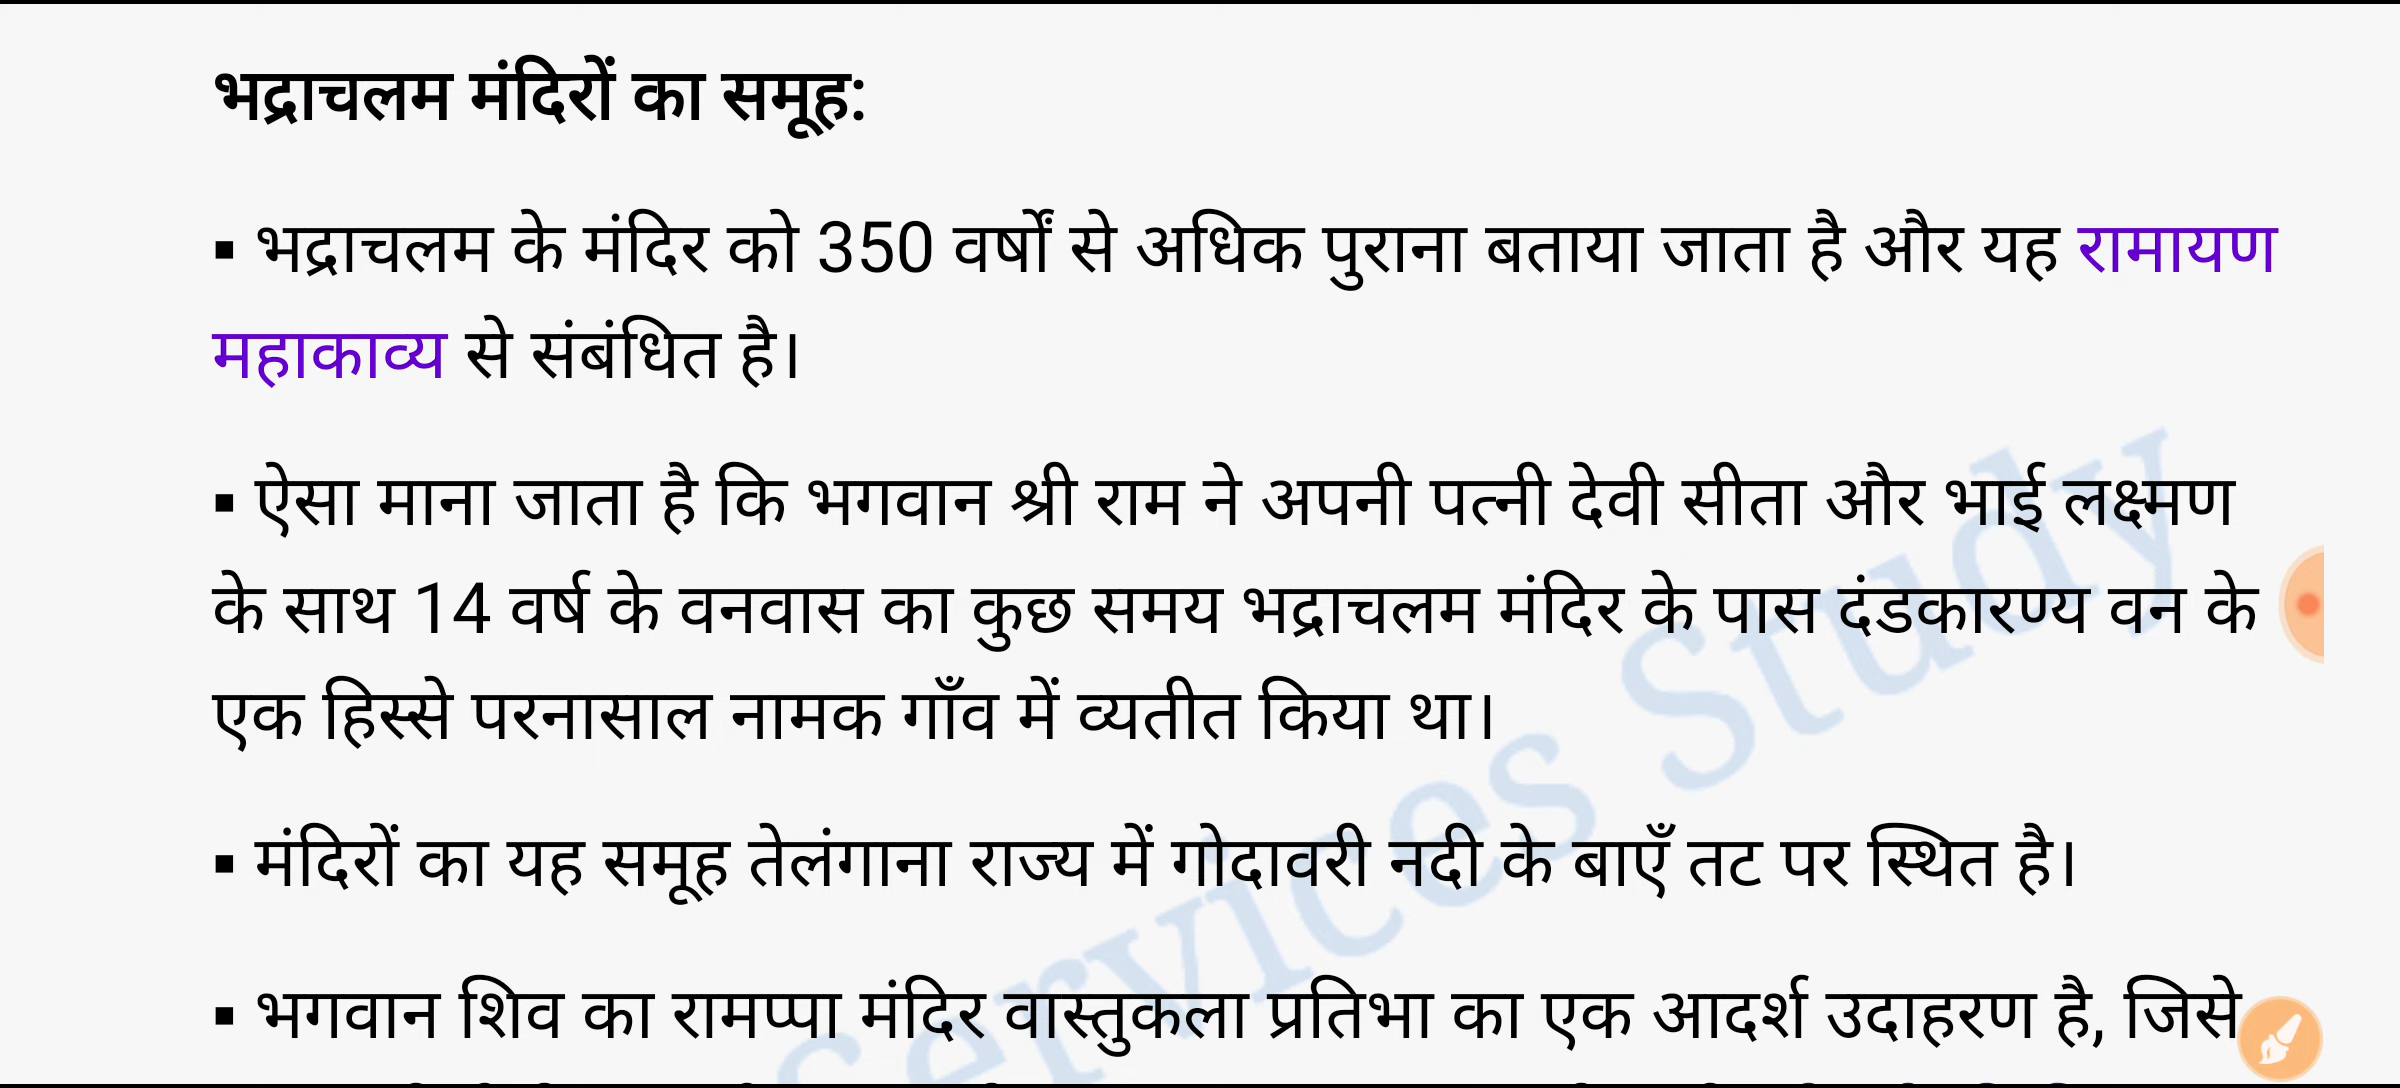 भद्राचलम मंदिरों का समूह:
▪ भद्राचलम के मंदिर को 350 वर्षों से अधिक पुराना बताया जाता है और यह रामायण
महाकाव्य से संबंधित है।
▪ ऐसा माना जाता है कि भगवान श्री राम ने अपनी पत्नी देवी सीता और भाई लक्ष्मण
के साथ 14 वर्ष के वनवास का कुछ समय भद्राचलम मंदिर के पास दंडकारण्य वन के
एक हिस्से परनासाल नामक गाँव में व्यतीत किया था।
▪ मंदिरों का यह समूह तेलंगाना राज्य में गोदावरी नदी के बाएँ तट पर स्थित है।
▪ भगवान शिव का रामप्पा मंदिर वास्तुकला प्रतिभा का एक आदर्श उदाहरण है, जिसे
Services Study